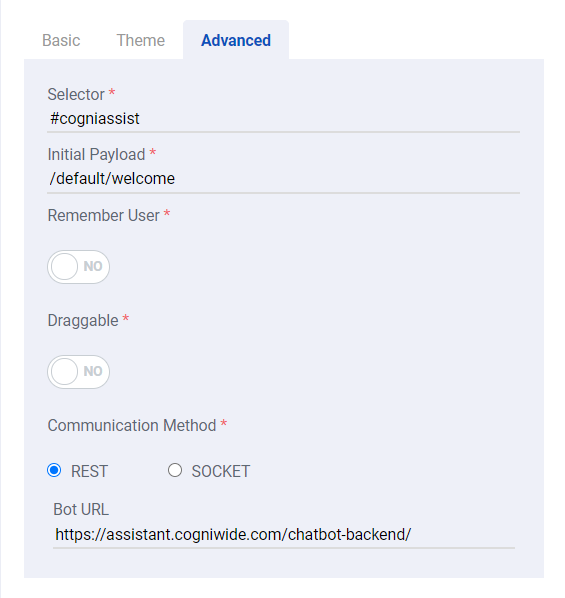 Basic Theme Advanced
Selector *
#cogniassist
Initial Payload *
/default/welcome
Remember User *
NO
Draggable *
NO
Communication Method *
REST SOCKET
Bot URL
https://assistant.cogniwide.com/chatbot-backend/